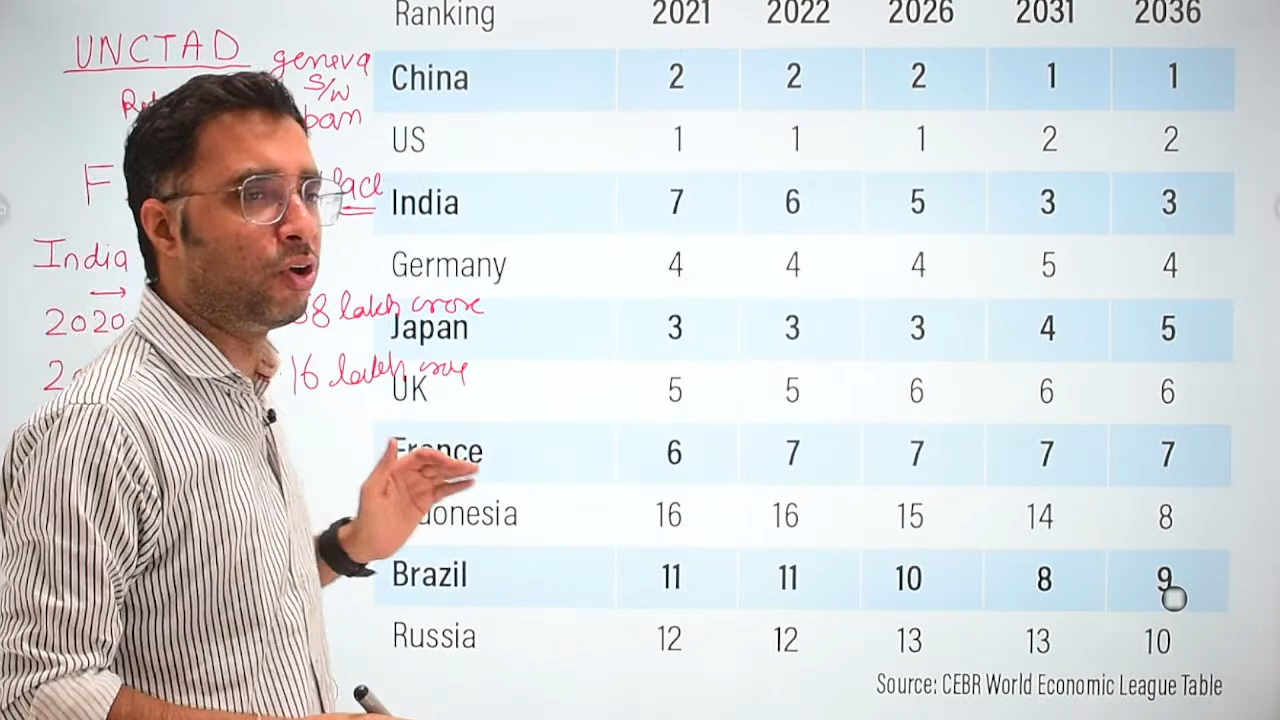 Ranking 2021 2022 2026 2031 2036
China 2 2 2 1 1
US 1 1 1 2 2
India 7 6 5 3 3
Germany 4 4 4 5 4
Japan 3 3 3 4 5
UK 5 5 6 6 6
France 6 7 7 7 7
donesia 16 16 15 14 8
Brazil 11 11 10 8 9
Russia 12 12 13 13 10
Source: CEBR World Economic League Table
UNCTAD geneva
S/W
F
India
2020 8 lakh crore
2 16 lakh